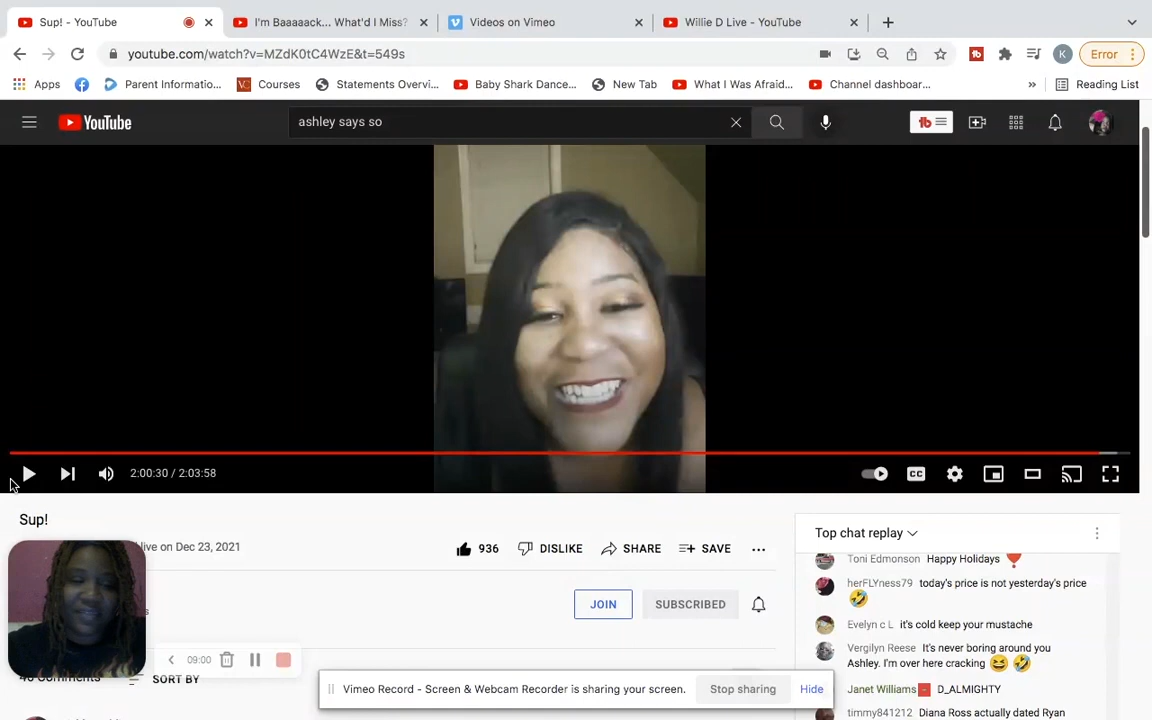 Sup! - YouTube
I'm Baaaaack... What'd I Miss?
Videos on Vimeo
Willie D Live - YouTube
youtube.com/watch?v=MZdK0tC4WzE&t=549s
K
Error
Apps
Parent Informatio...
VC Courses
Statements Overvi...
Baby Shark Dance...
New Tab
What I Was Afraid...
Channel dashboar...
»
Reading List
YouTube
ashley says so
tb
2:00:30 / 2:03:58
CC
Sup!
live on Dec 23, 2021
936
DISLIKE
SHARE
SAVE
Top chat replay
Toni Edmonson Happy Holidays
herFLYness79 today's price is not yesterday's price
JOIN
SUBSCRIBED
Evelyn c L it's cold keep your mustache
Vergilyn Reese It's never boring around you
Ashley. I'm over here cracking
09:00
SORT BY
Vimeo Record - Screen & Webcam Recorder is sharing your screen.
Stop sharing
Hide
Janet Williams D_ALMIGHTY
timmy841212 Diana Ross actually dated Ryan